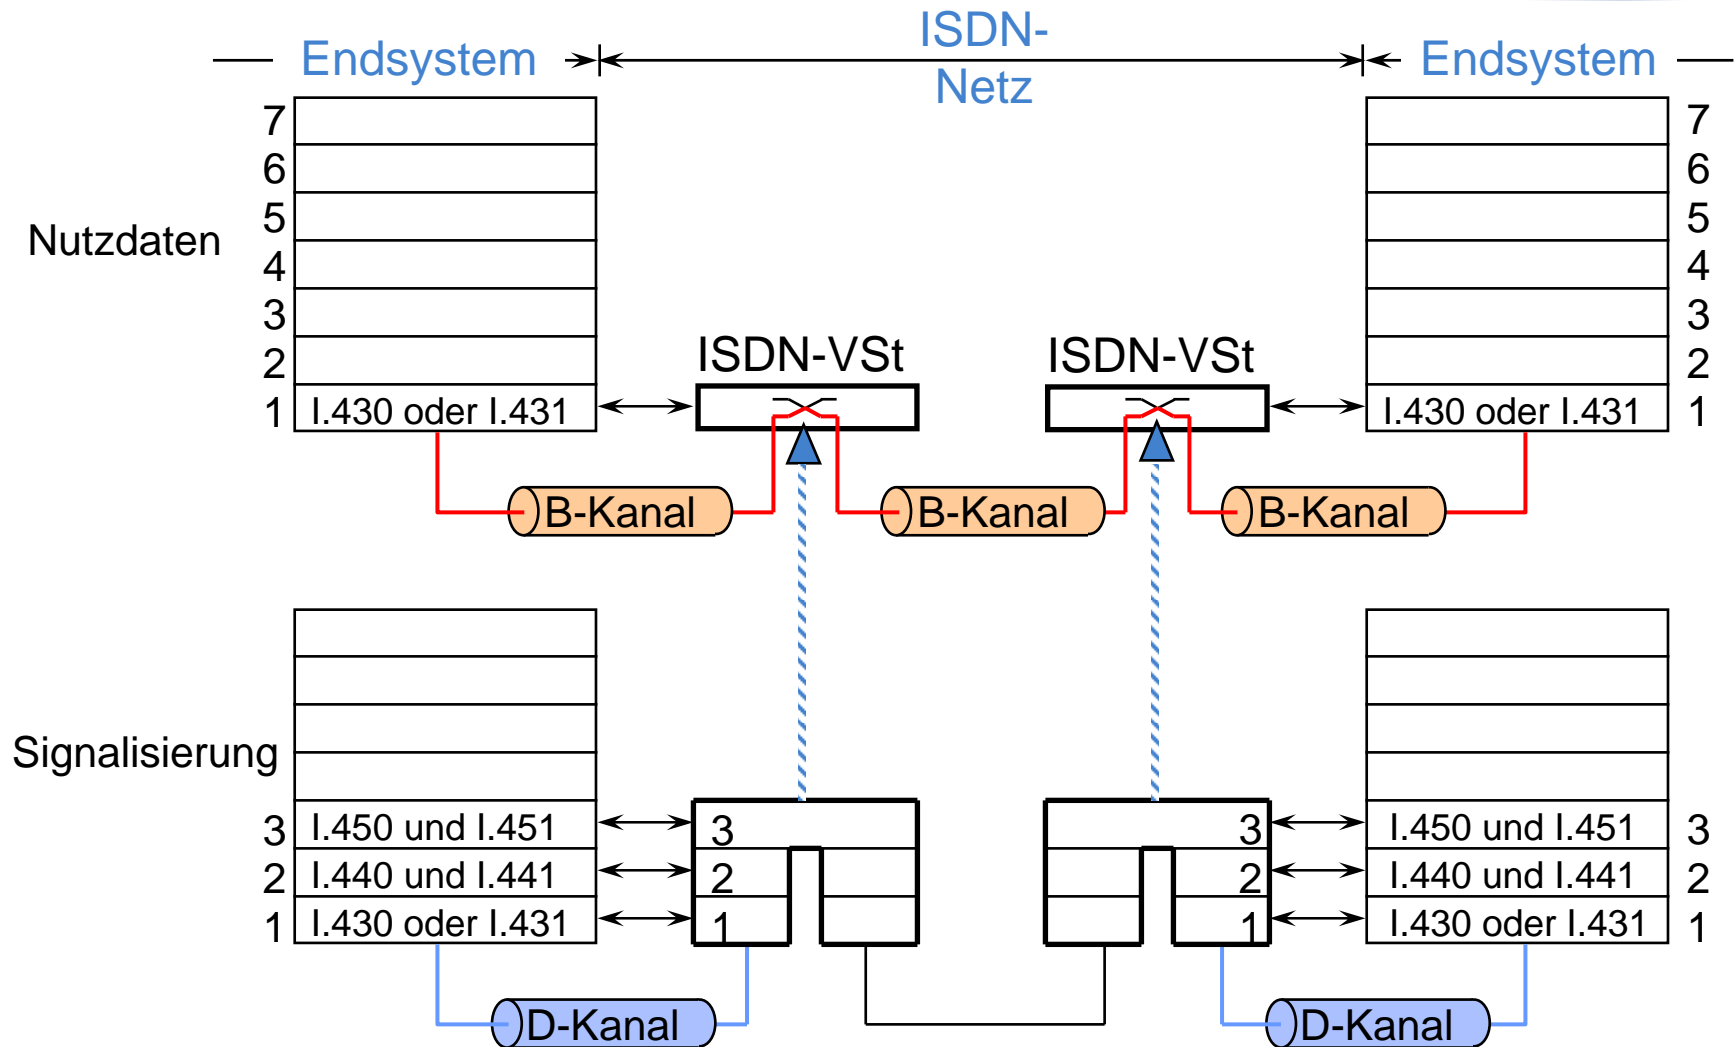 Endsystem
ISDN-
Netz
Endsystem
7
6
5
4
3
2
1
Nutzdaten
I.430 oder I.431
ISDN-VSt
ISDN-VSt
7
6
5
4
3
2
1
I.430 oder I.431
B-Kanal
B-Kanal
B-Kanal
Signalisierung
3 I.450 und I.451
3
3
I.450 und I.451 3
2 I.440 und I.441
2
2
I.440 und I.441 2
1 I.430 oder I.431
1
1
I.430 oder I.431 1
D-Kanal
D-Kanal